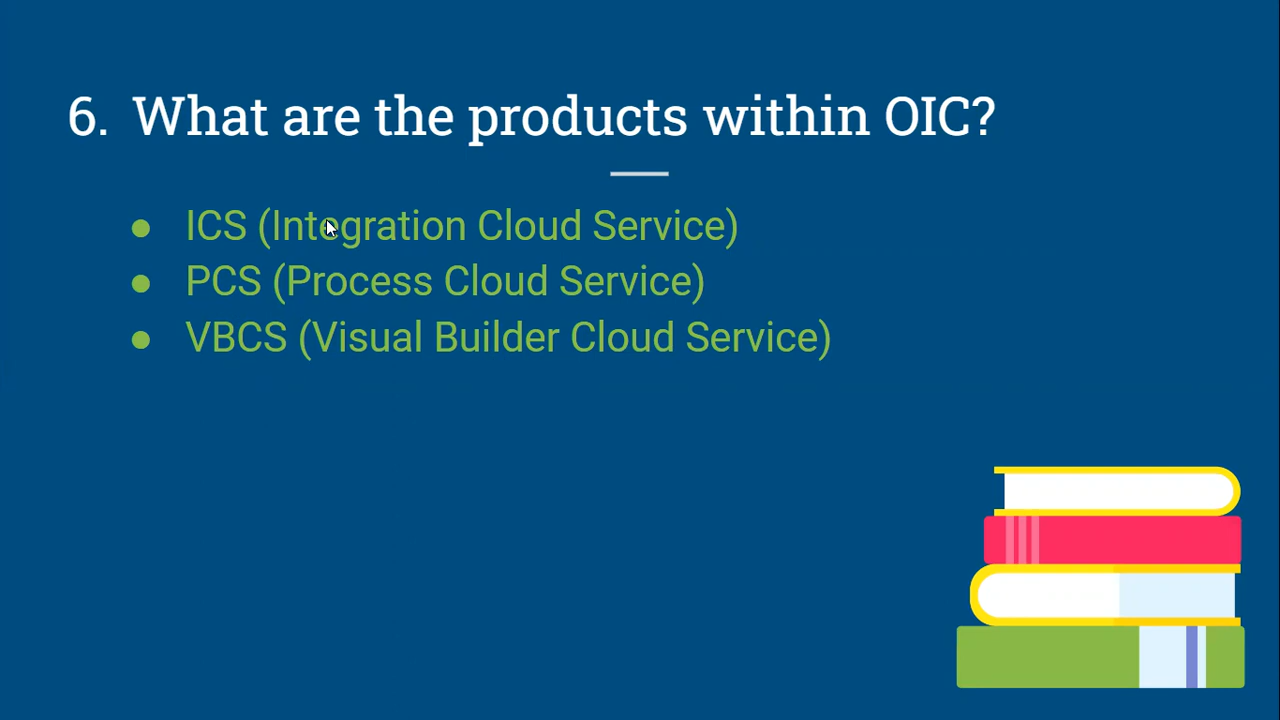 6. What are the products within OIC?
● ICS (Integration Cloud Service)
● PCS (Process Cloud Service)
● VBCS (Visual Builder Cloud Service)